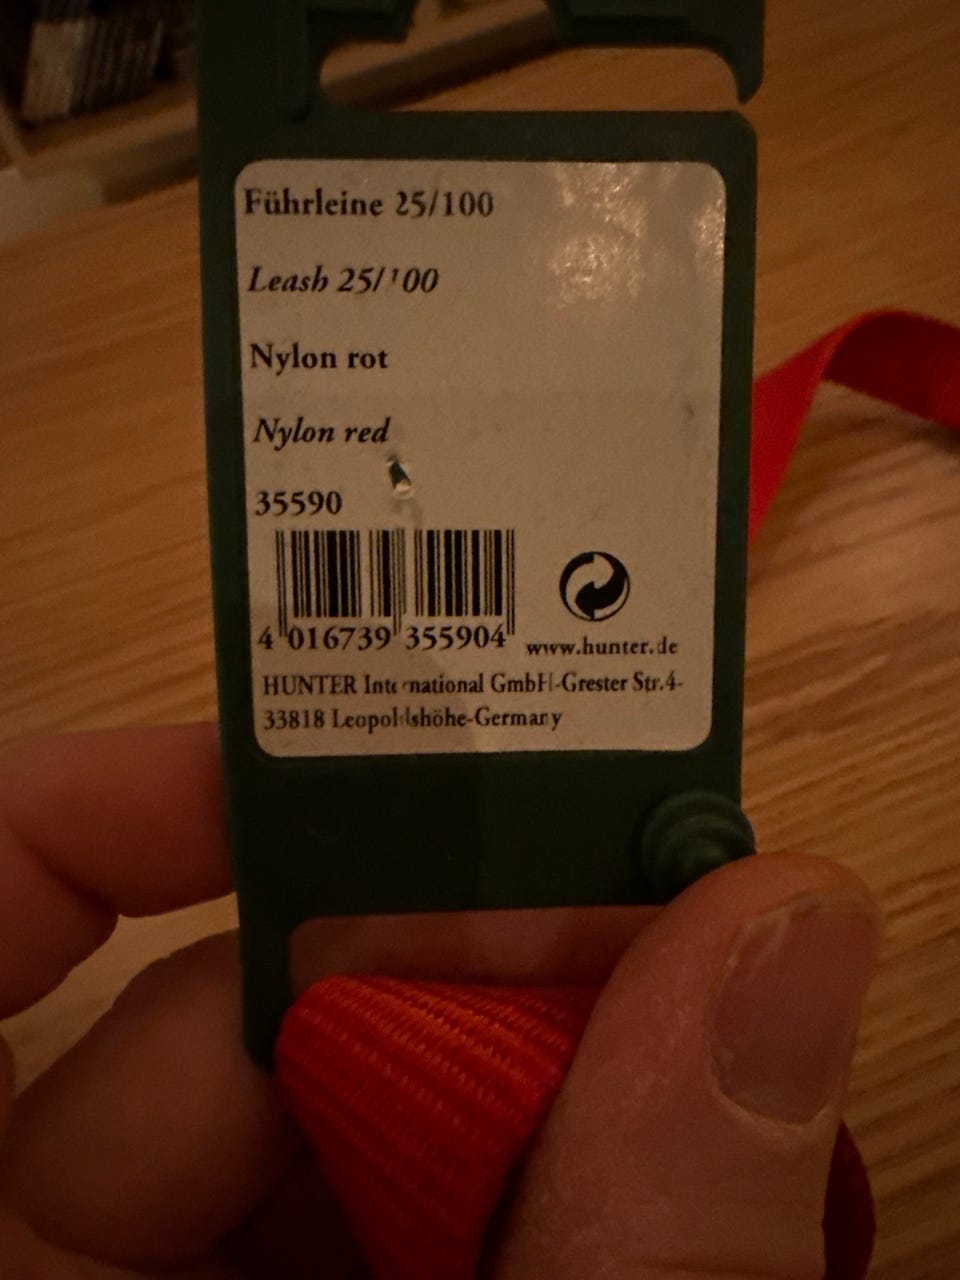 Führleine 25/100
Leash 25/100
Nylon rot
Nylon red
35590
4 016739 355904
www.hunter.de
HUNTER International GmbH-Grester Str.4-
33818 Leopoldshöhe-Germany